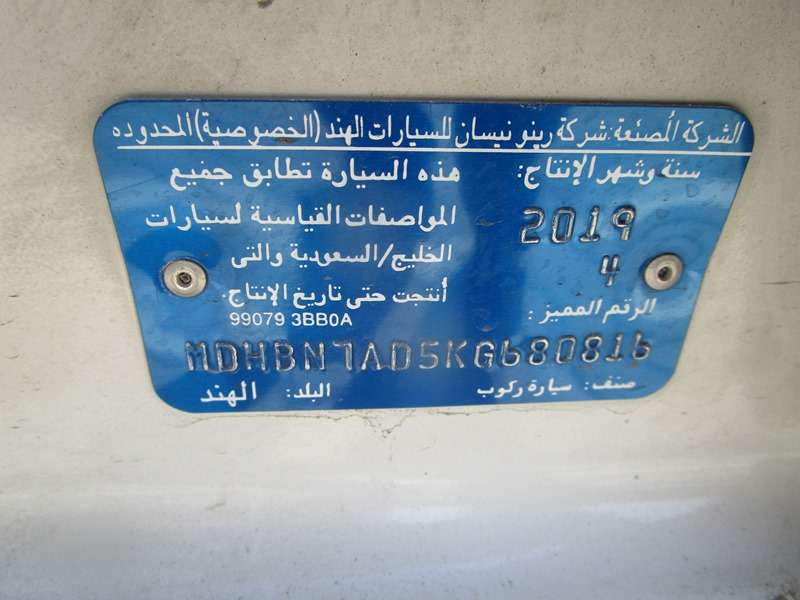 الشركة المصنعة: شركة رينو نيسان للسيارات الهند (الخصوصية) المحدوده
سنة وشهر الإنتاج:
2019
4
هذه السيارة تطابق جميع
المواصفات القياسية لسيارات
الخليج/السعودية والتى
أنتجت حتى تاريخ الإنتاج.
99079 3BB0A
الرقم المميز:
MDHBN7AD5KG680816
صنف: سيارة ركوب
البلد: الهند